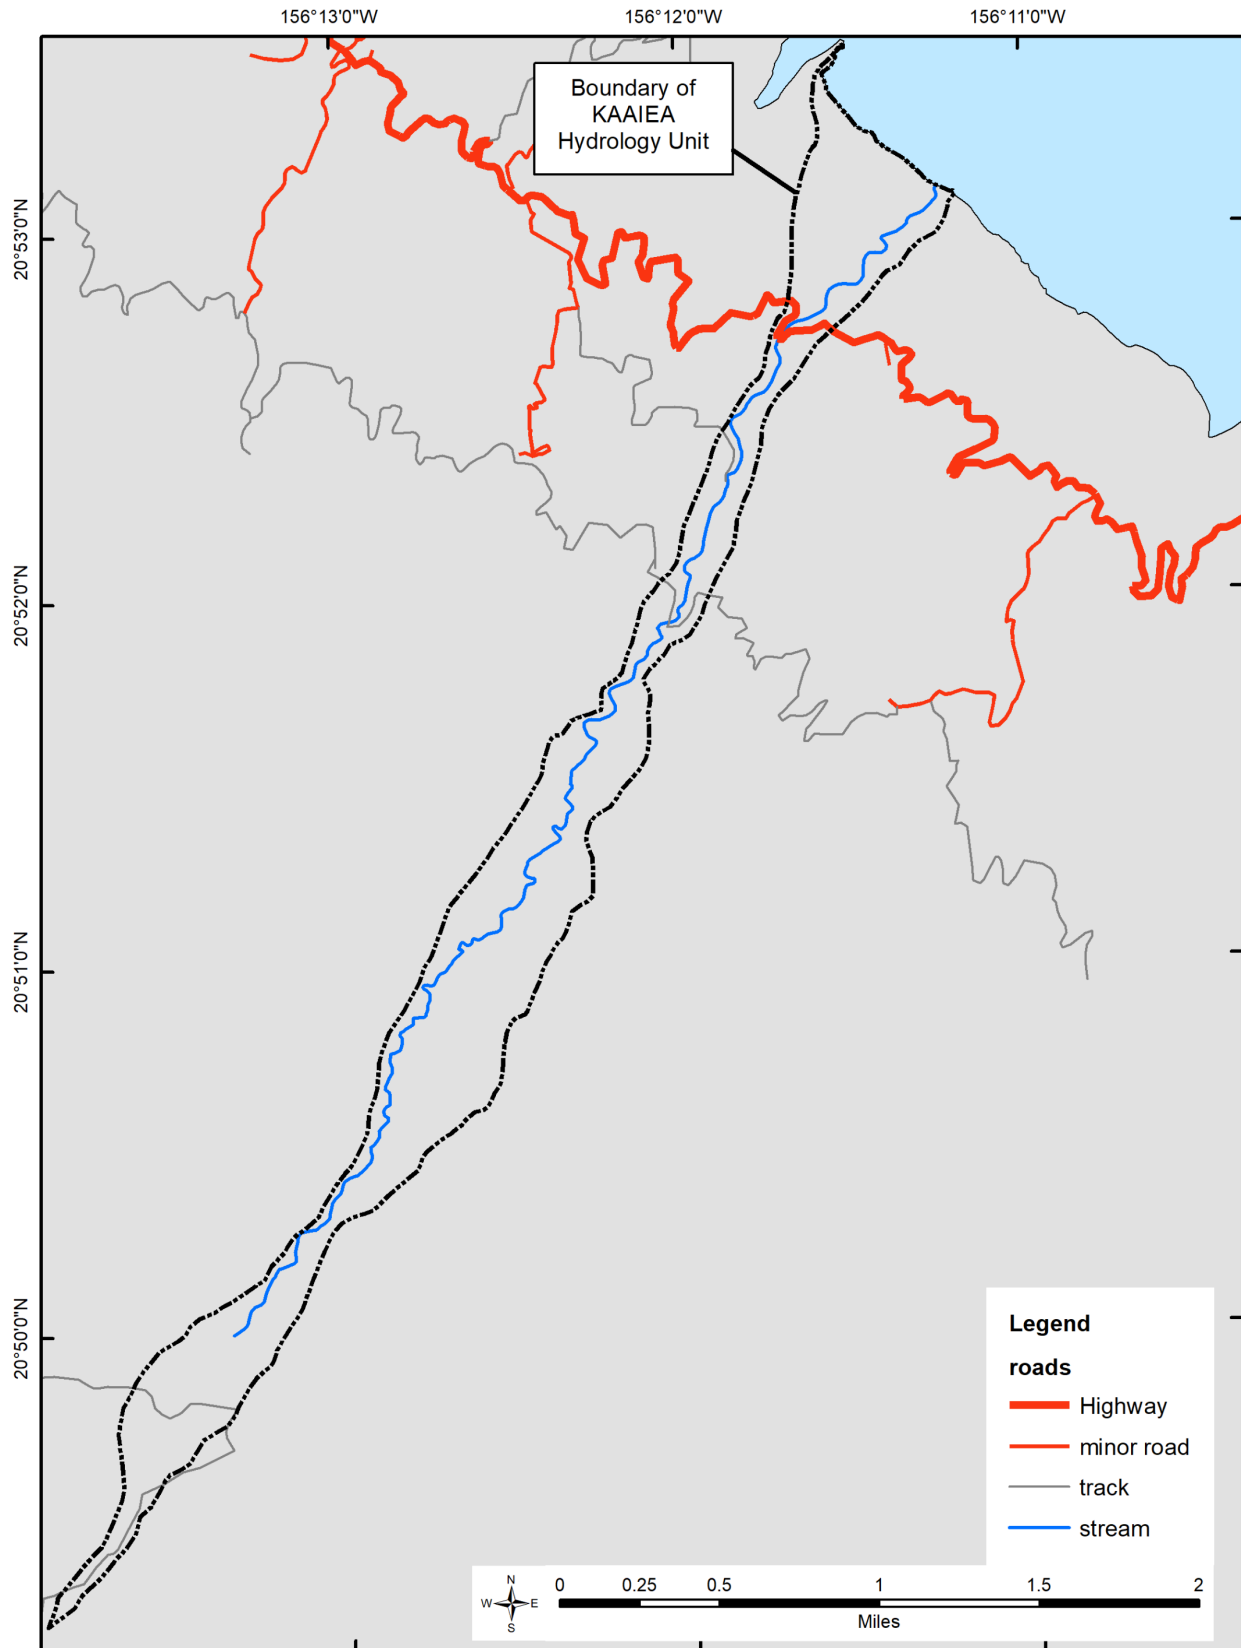 156°13'0"W
156°12'0"W
156°11'0"W
Boundary of
KAAIEA
Hydrology Unit
20°53'0"N
20°52'0"N
20°51'0"N
20°50'0"N
Legend
roads
Highway
minor road
track
stream
N
W E
S
0 0.25 0.5 1 1.5 2
Miles